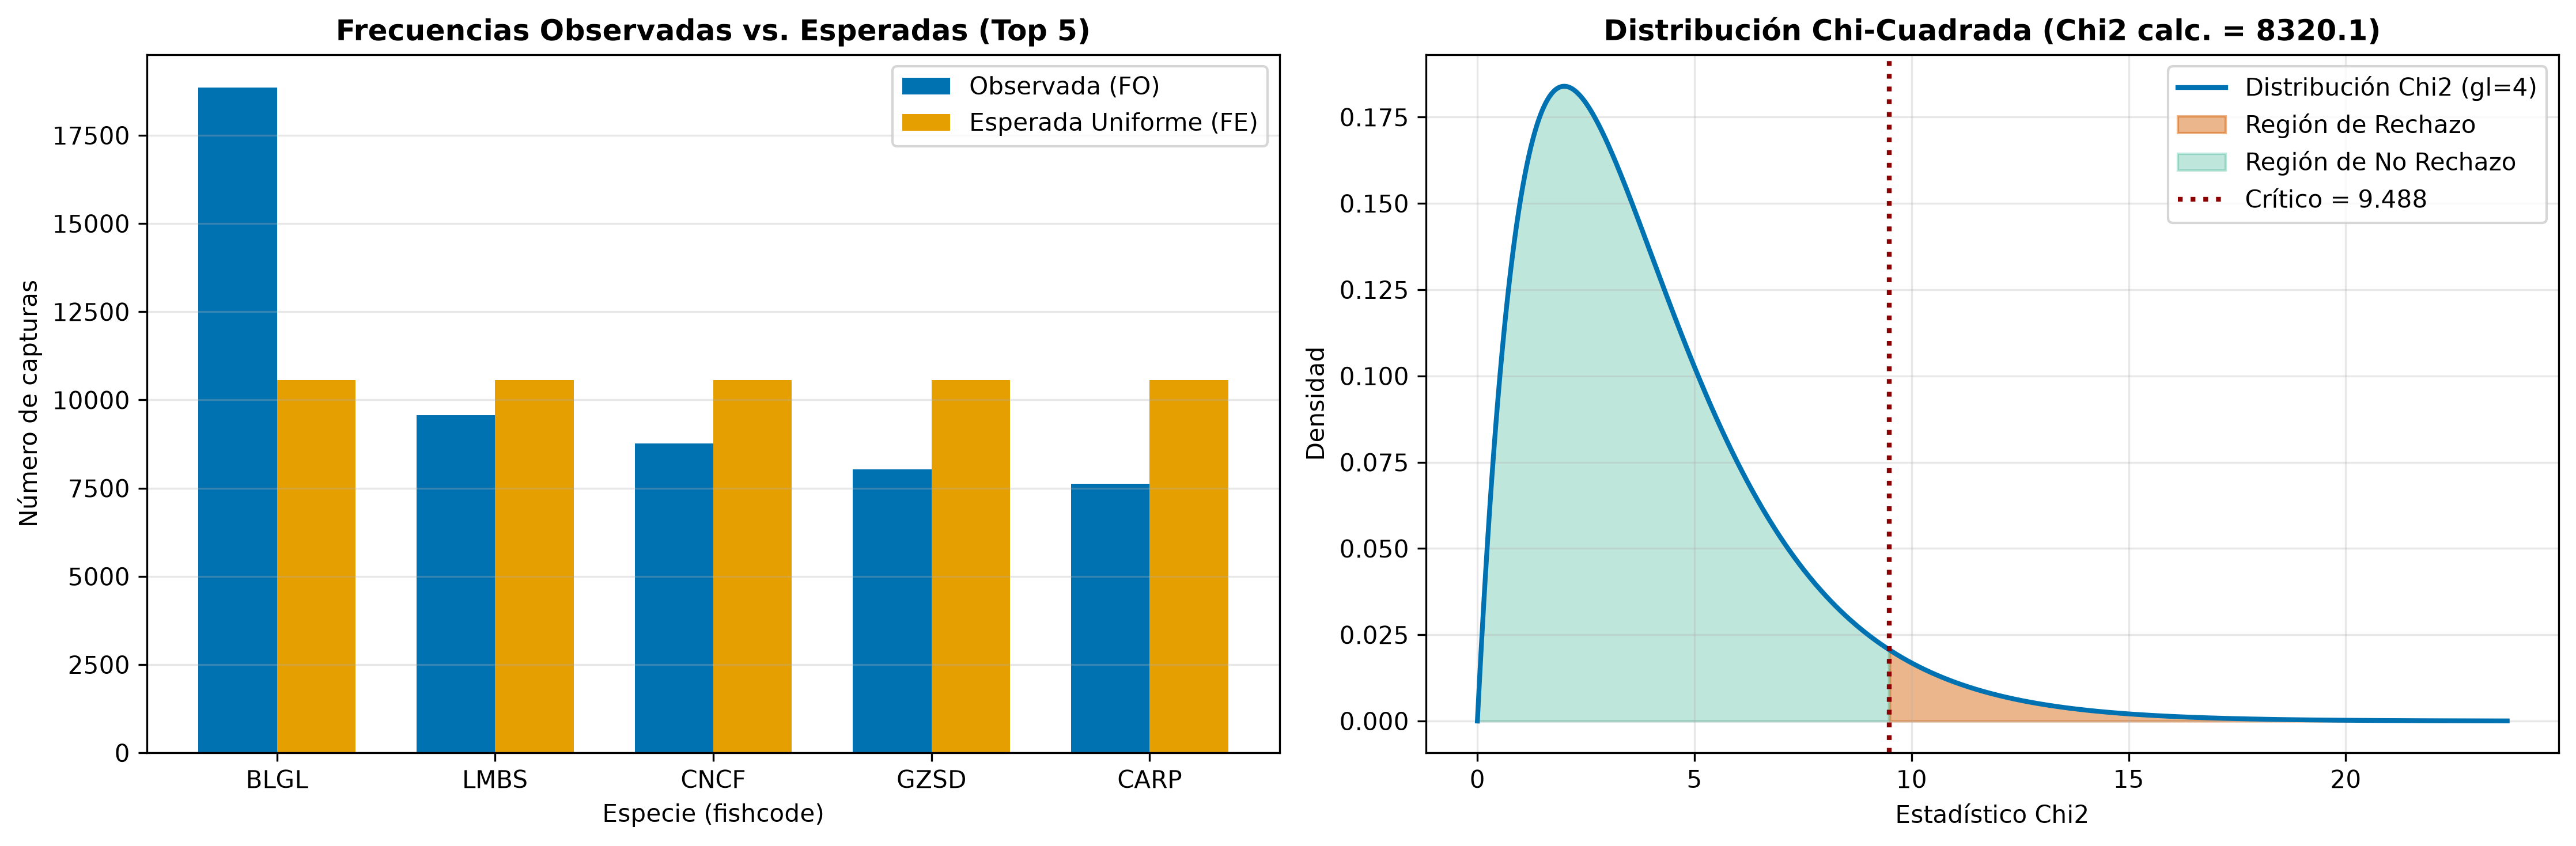 Frecuencias Observadas vs. Esperadas (Top 5)
Observada (FO)
Esperada Uniforme (FE)
Número de capturas
17500
15000
12500
10000
7500
5000
2500
0
BLGL
LMBS
CNCF
GZSD
CARP
Especie (fishcode)
Distribución Chi-Cuadrada (Chi2 calc. = 8320.1)
Distribución Chi2 (gl=4)
Región de Rechazo
Región de No Rechazo
Crítico = 9.488
Densidad
0.175
0.150
0.125
0.100
0.075
0.050
0.025
0.000
0
5
10
15
20
Estadístico Chi2